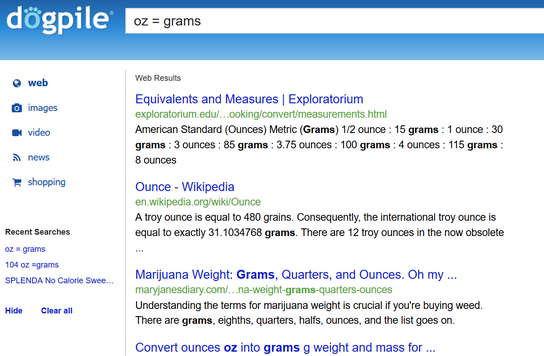 dogpile
oz = grams
web
images
video
news
shopping
Recent Searches
oz = grams
104 oz =grams
SPLENDA No Calorie Swee…
Hide Clear all
Web Results
Equivalents and Measures | Exploratorium
exploratorium.edu/…ooking/convert/measurements.html
American Standard (Ounces) Metric (Grams) 1/2 ounce : 15 grams : 1 ounce : 30
grams : 3 ounces : 85 grams : 3.75 ounces : 100 grams : 4 ounces : 115 grams :
8 ounces
Ounce - Wikipedia
en.wikipedia.org/wiki/Ounce
A troy ounce is equal to 480 grains. Consequently, the international troy ounce is
equal to exactly 31.1034768 grams. There are 12 troy ounces in the now obsolete
...
Marijuana Weight: Grams, Quarters, and Ounces. Oh my ...
maryjanesdiary.com/…na-weight-grams-quarters-ounces
Understanding the terms for marijuana weight is crucial if you're buying weed.
There are grams, eighths, quarters, halfs, ounces, and the list goes on.
Convert ounces oz into grams g weight and mass for ...